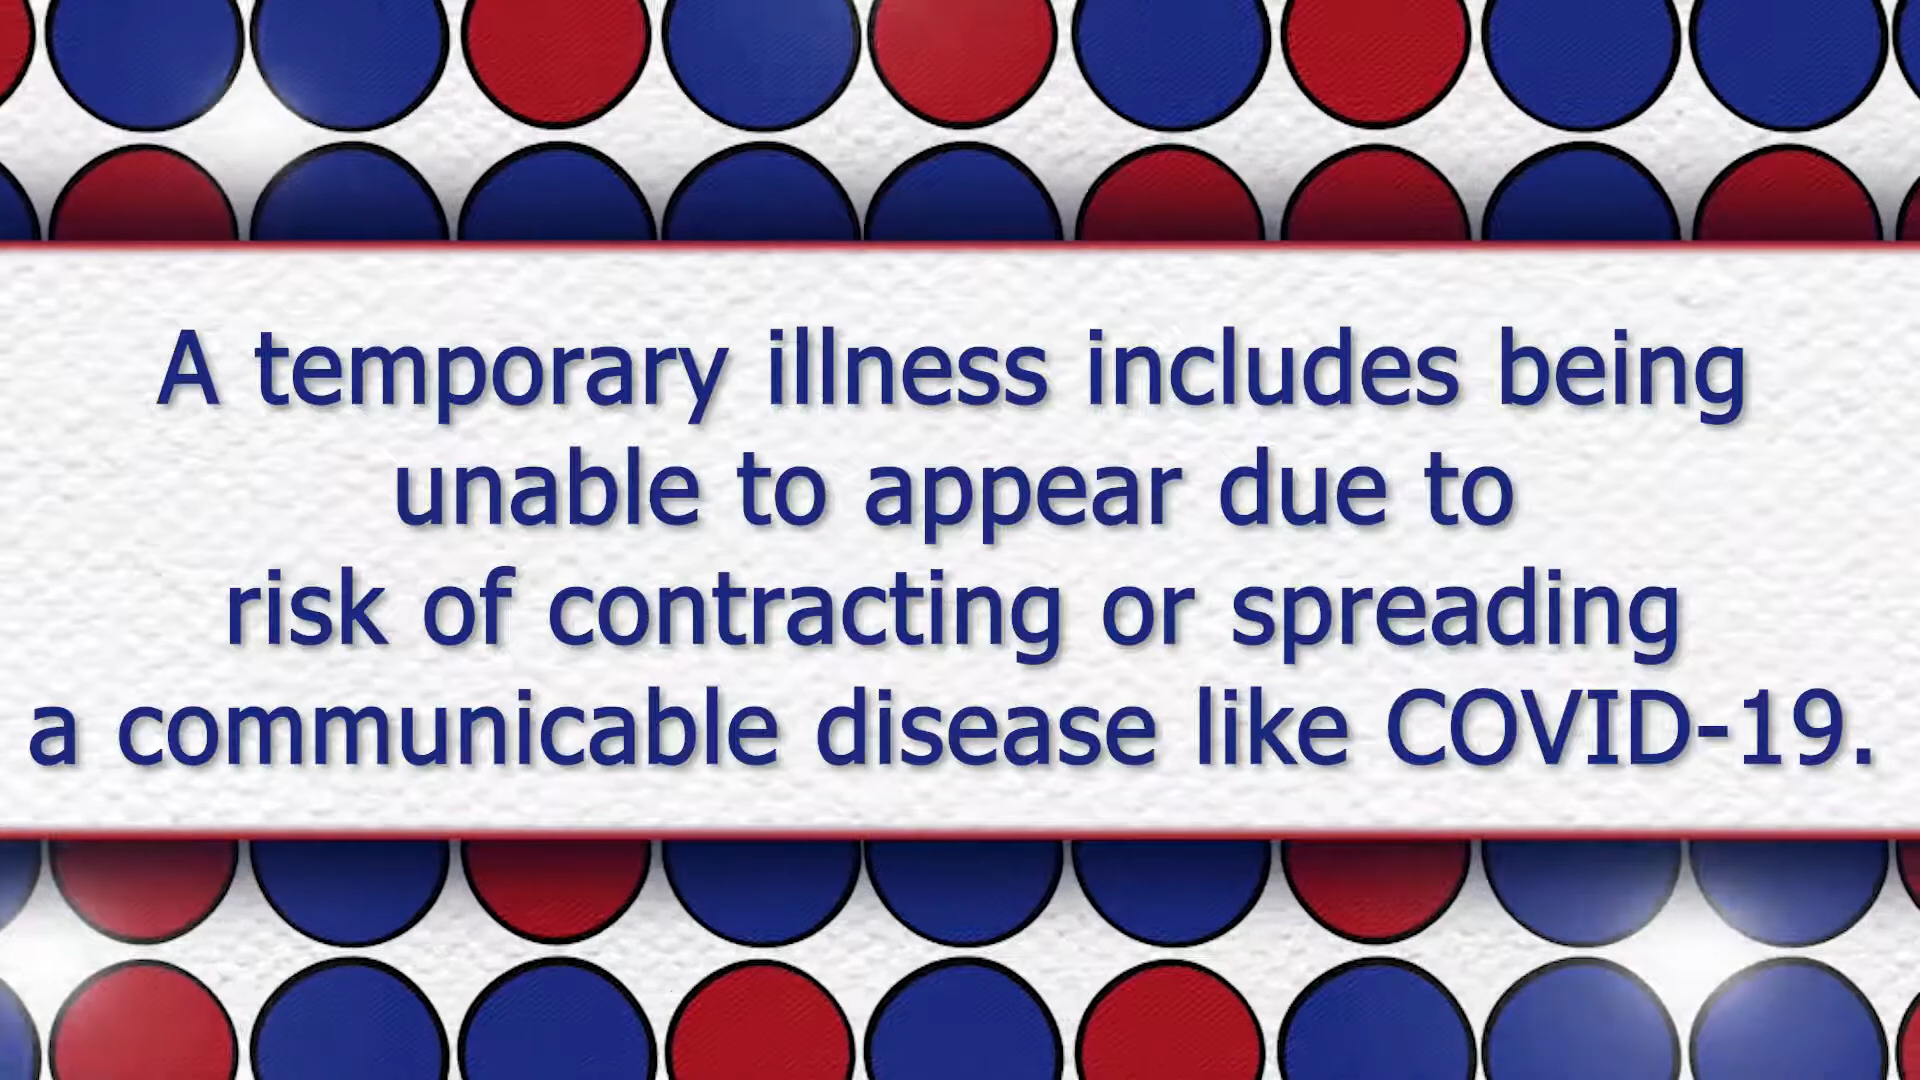 A temporary illness includes being
unable to appear due to
risk of contracting or spreading
a communicable disease like COVID-19.